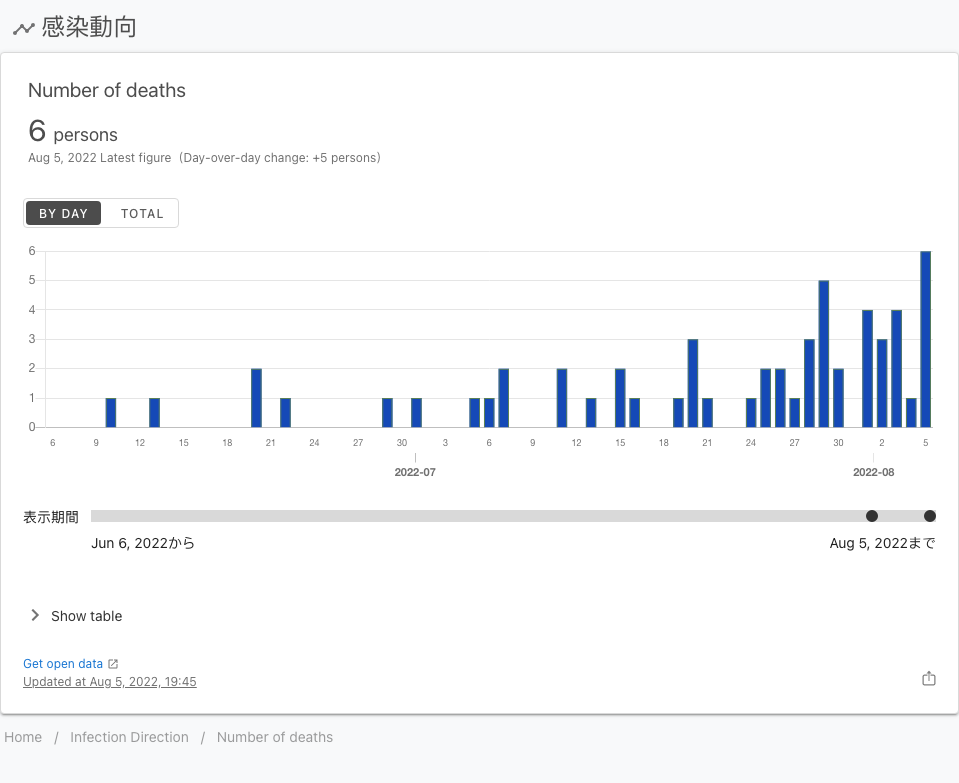 感染動向
Number of deaths
6 persons
Aug 5, 2022 Latest figure (Day-over-day change: +5 persons)
BY DAY TOTAL
6
5
4
3
2
1
0
6 9 12 15 18 21 24 27 30 3 6 9 12 15 18 21 24 27 30 2 5
2022-07 2022-08
表示期間
Jun 6, 2022から Aug 5, 2022まで
Show table
Get open data
Updated at Aug 5, 2022, 19:45
Home / Infection Direction / Number of deaths